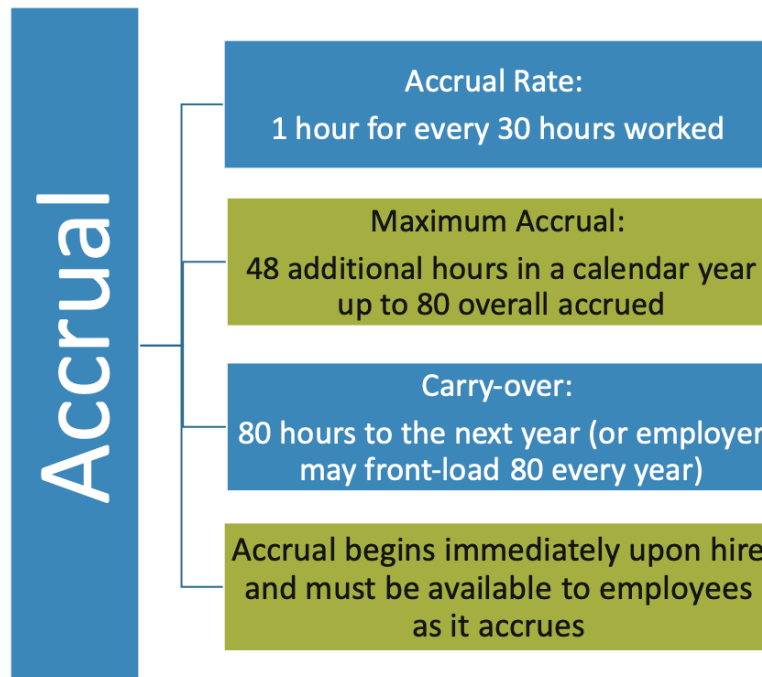 Accrual
Accrual Rate:
1 hour for every 30 hours worked
Maximum Accrual:
48 additional hours in a calendar year
up to 80 overall accrued
Carry-over:
80 hours to the next year (or employer
may front-load 80 every year)
Accrual begins immediately upon hire
and must be available to employees
as it accrues